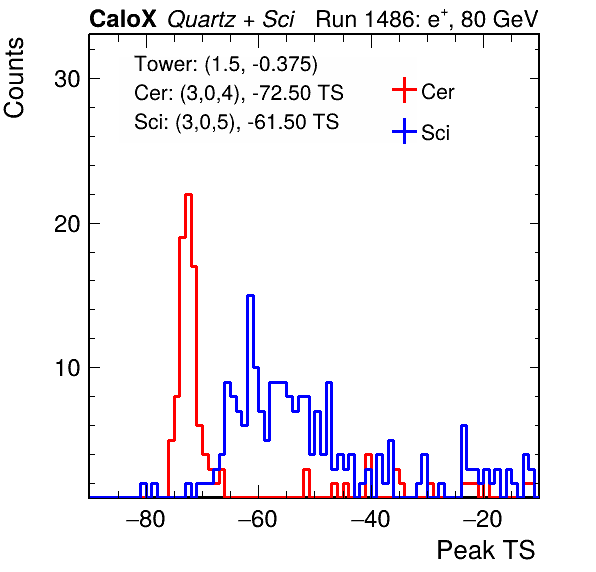 CaloX Quartz + Sci Run 1486: e+, 80 GeV
Counts
Tower: (1.5, -0.375)
Cer: (3,0,4), -72.50 TS
Sci: (3,0,5), -61.50 TS
Cer
Sci
30
20
10
−80 −60 −40 −20
Peak TS